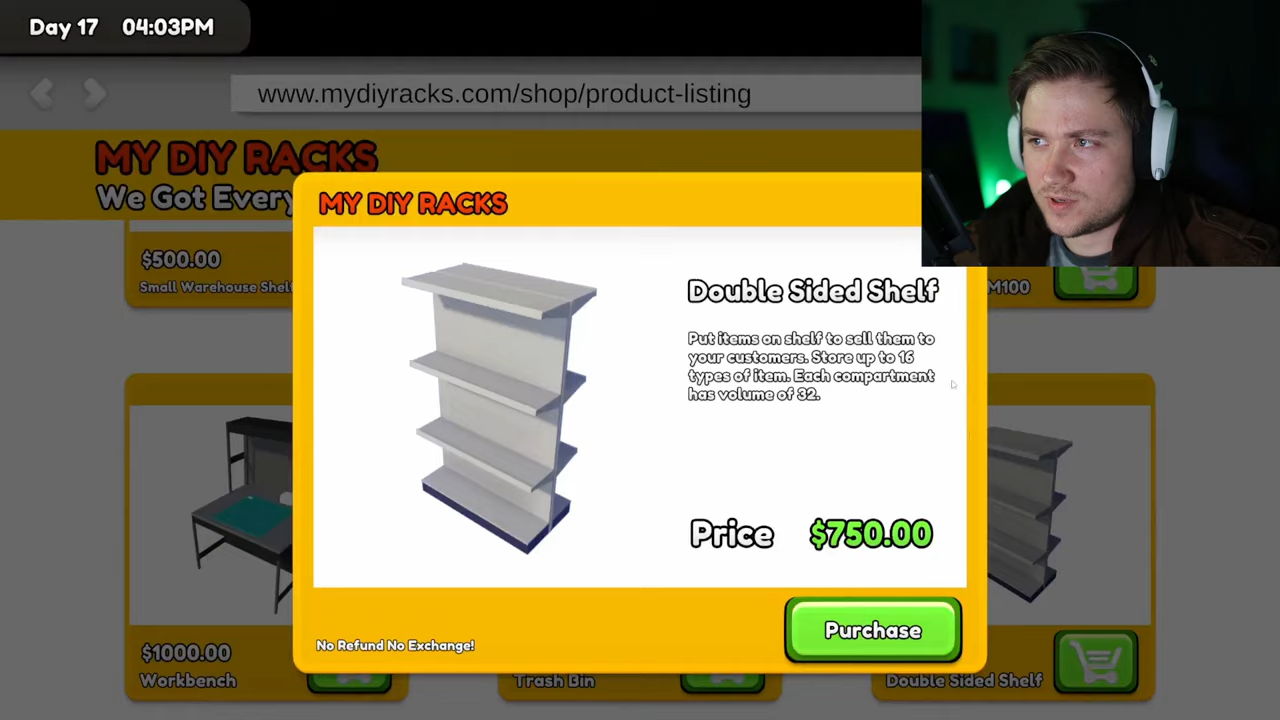 Day 17 04:03PM
www.mydiyracks.com/shop/product-listing
MY DIY RACKS
We Got Every
MY DIY RACKS
$500.00
Small Warehouse Shel
M100
Double Sided Shelf
Put items on shelf to sell them to
your customers. Store up to 16
types of item. Each compartment
has volume of 32.
Price $750.00
Purchase
No Refund No Exchange!
$1000.00
Workbench
Trash Bin
Double Sided Shelf